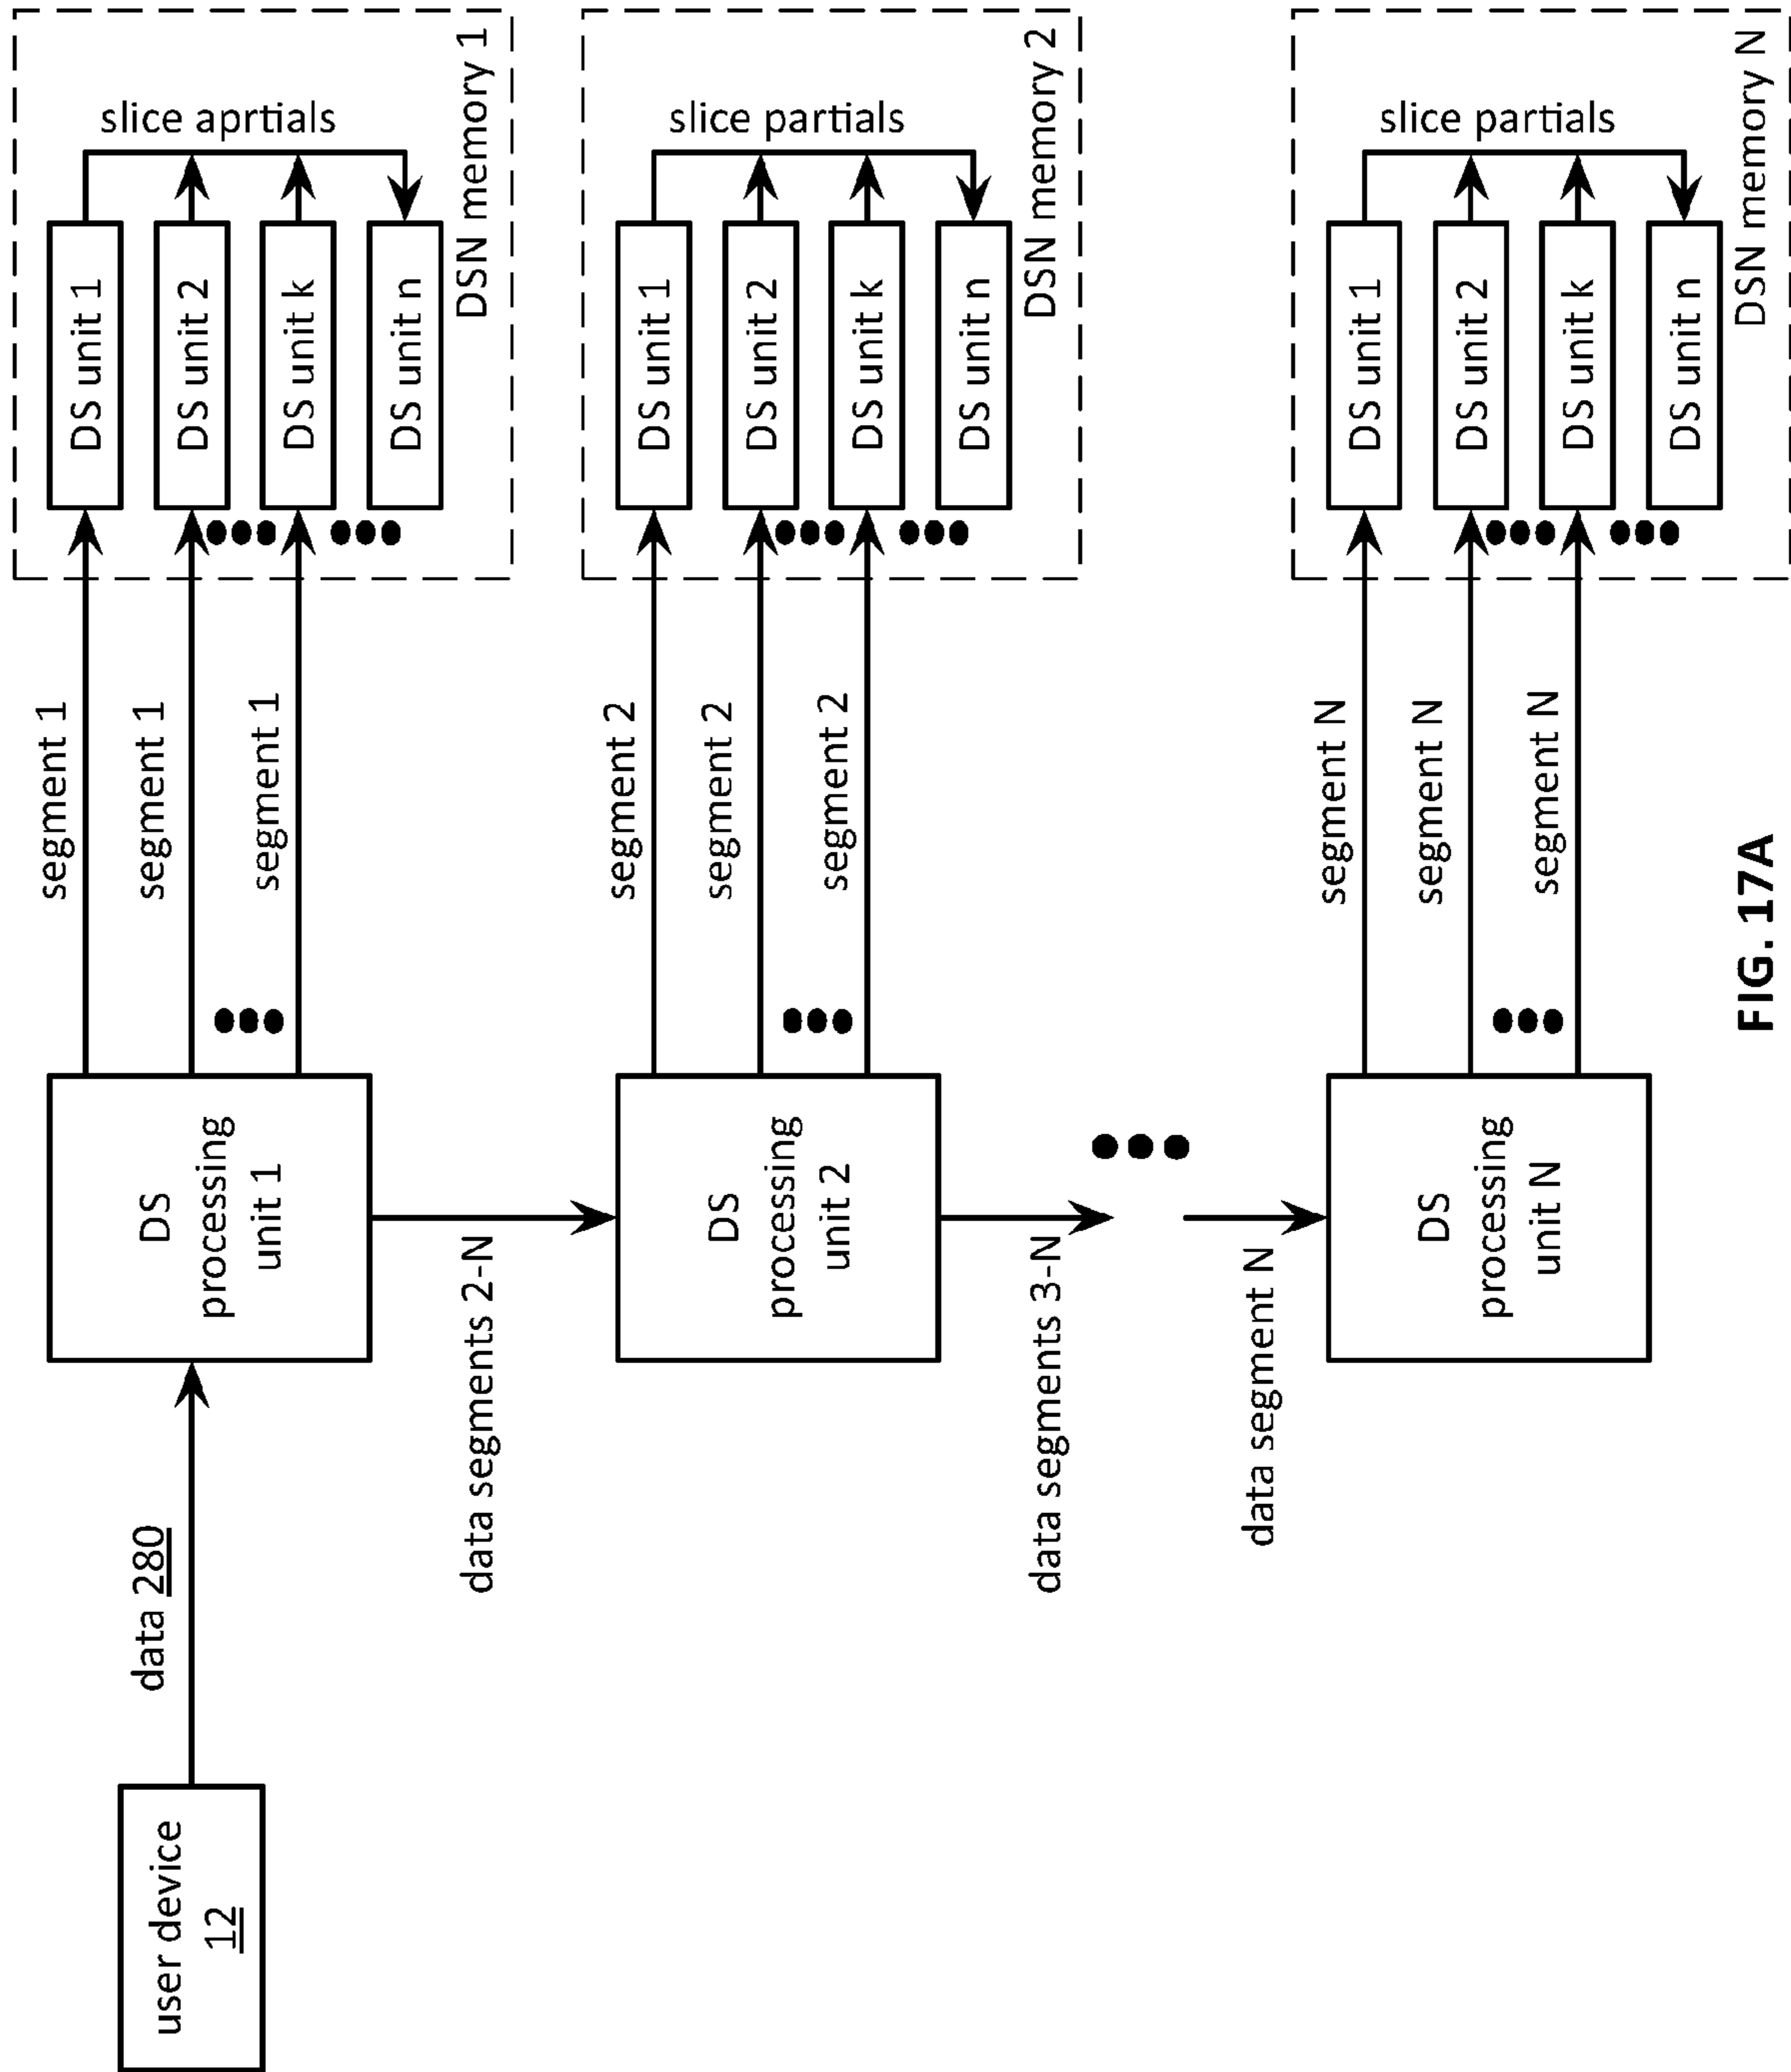 user device
12
data 280
DS
processing
unit 1
segment 1
segment 1
segment 1
DS unit 1
DS unit 2
DS unit k
DS unit n
slice aprtials
DSN memory 1
data segments 2-N
DS
processing
unit 2
segment 2
segment 2
segment 2
DS unit 1
DS unit 2
DS unit k
DS unit n
slice partials
DSN memory 2
data segments 3-N
data segment N
DS
processing
unit N
segment N
segment N
segment N
DS unit 1
DS unit 2
DS unit k
DS unit n
slice partials
DSN memory N
FIG. 17A